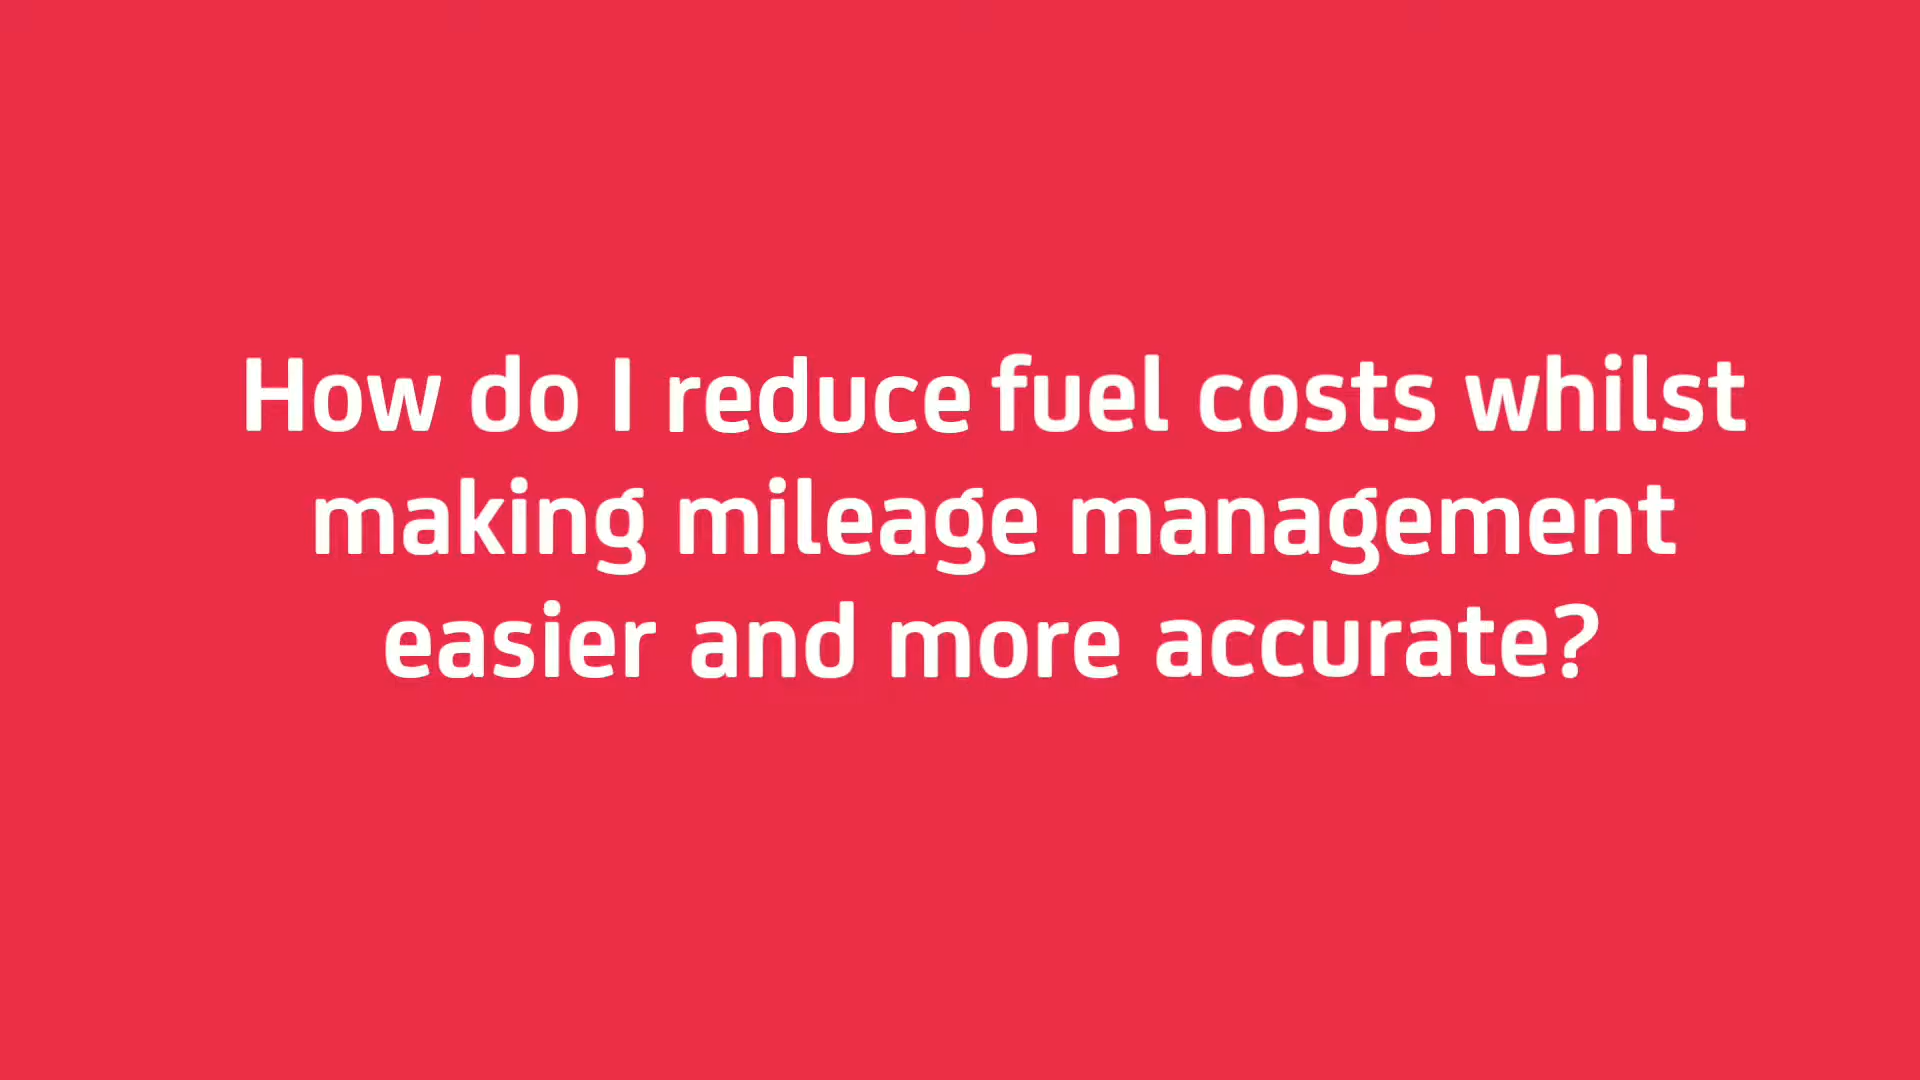 How do I reduce fuel costs whilst
making mileage management
easier and more accurate?